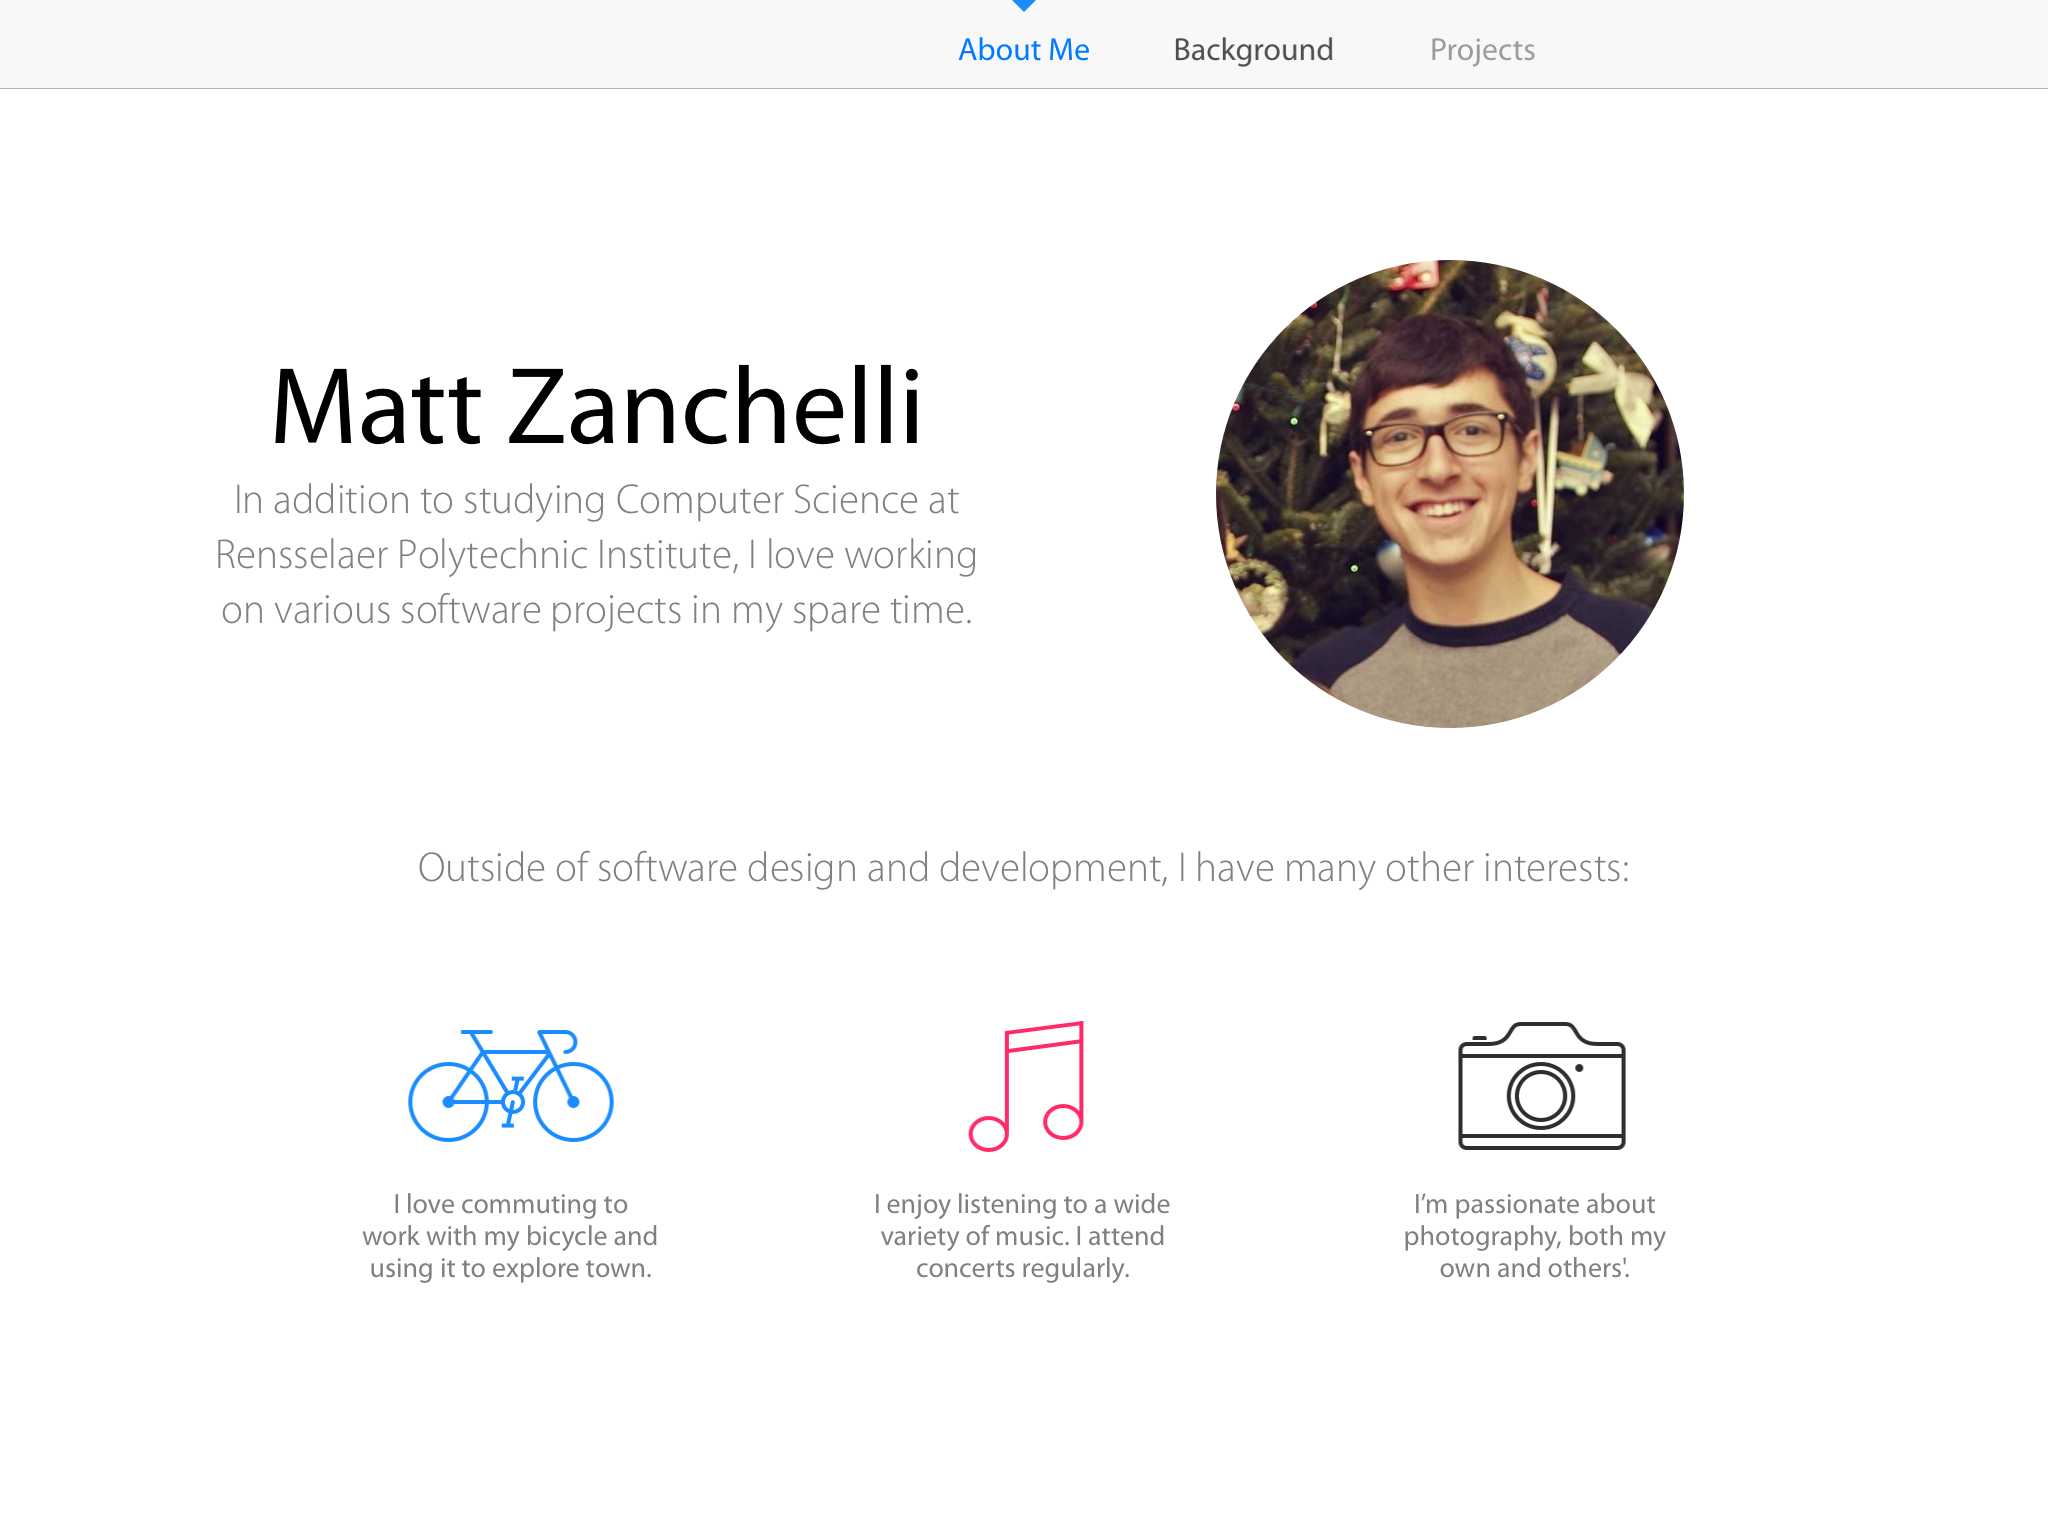 About Me
Background
Projects
Matt Zanchelli
In addition to studying Computer Science at
Rensselaer Polytechnic Institute, I love working
on various software projects in my spare time.
Outside of software design and development, I have many other interests:
I love commuting to
work with my bicycle and
using it to explore town.
I enjoy listening to a wide
variety of music. I attend
concerts regularly.
I’m passionate about
photography, both my
own and others'.